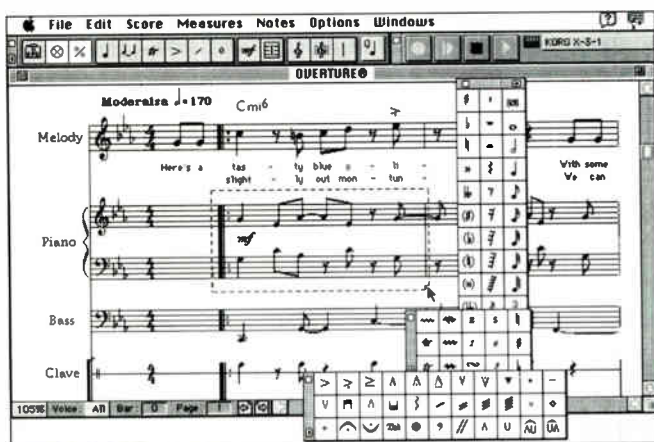 File Edit Score Measures Notes Options Windows
KORG X-5-1
OVERTURE®
Moderaisa ♩=170
Cmi6
Melody
Here's a tas - ty blue o - li - With some
slight - ly out mon - tun - We can
Piano
mf
Bass
Clave
105% Voice: All Bar: 0 Page 1